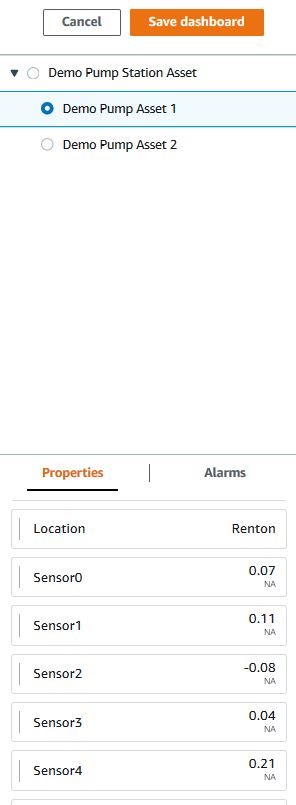 Cancel Save dashboard
Demo Pump Station Asset
Demo Pump Asset 1
Demo Pump Asset 2
Properties Alarms
Location Renton
Sensor0 0.07
NA
Sensor1 0.11
NA
Sensor2 -0.08
NA
Sensor3 0.04
NA
Sensor4 0.21
NA